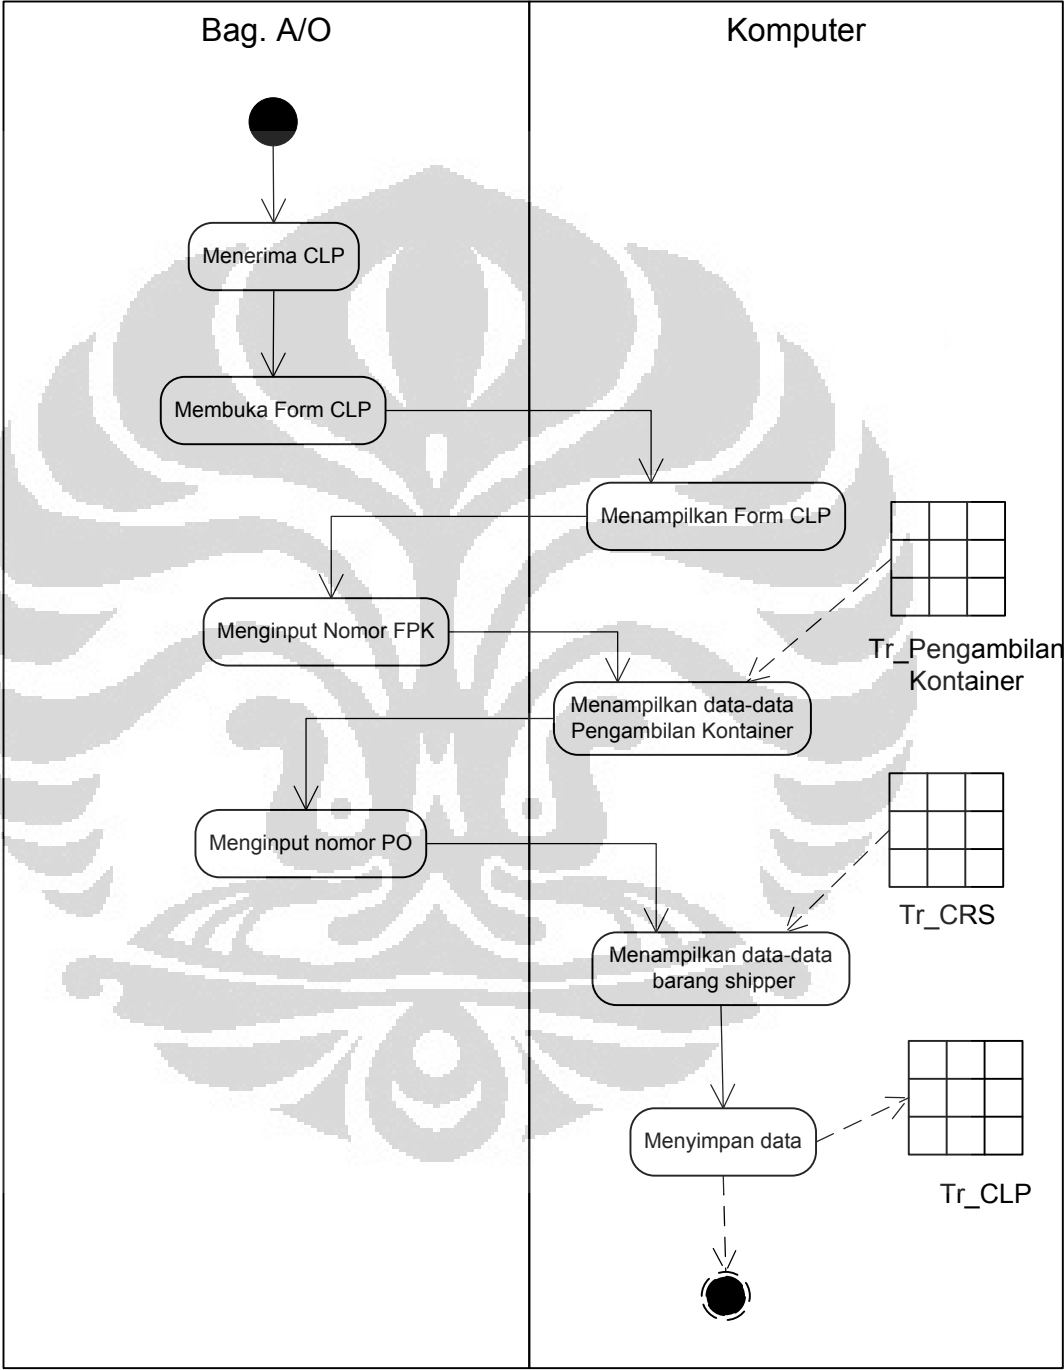 Bag. A/O
Komputer
Menerima CLP
Membuka Form CLP
Menampilkan Form CLP
Menginput Nomor FPK
Tr_Pengambilan
Kontainer
Menampilkan data-data
Pengambilan Kontainer
Menginput nomor PO
Tr_CRS
Menampilkan data-data
barang shipper
Menyimpan data
Tr_CLP